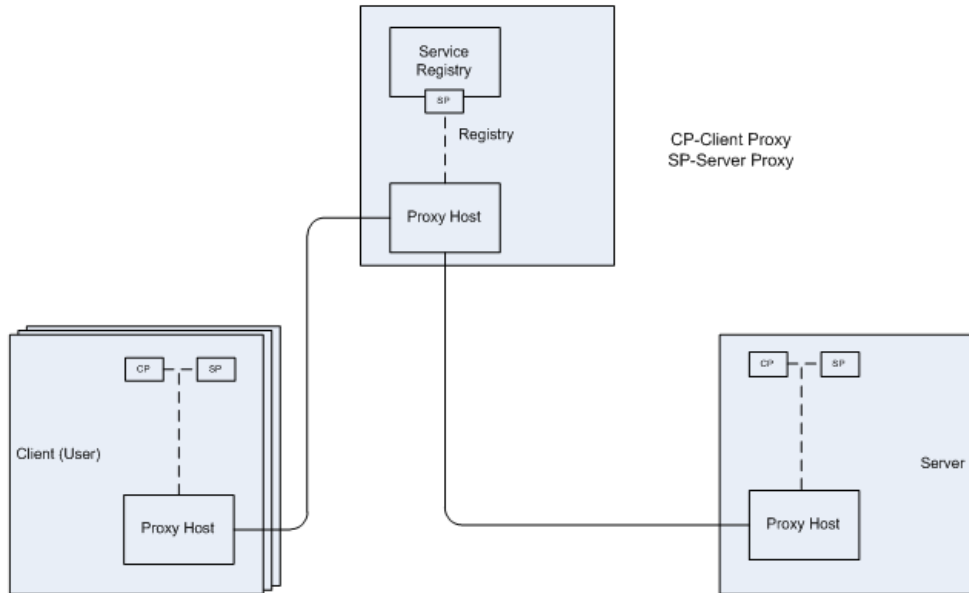 Service
Registry
SP
Registry
CP-Client Proxy
SP-Server Proxy
Proxy Host
CP
SP
Client (User)
Proxy Host
CP
SP
Server
Proxy Host